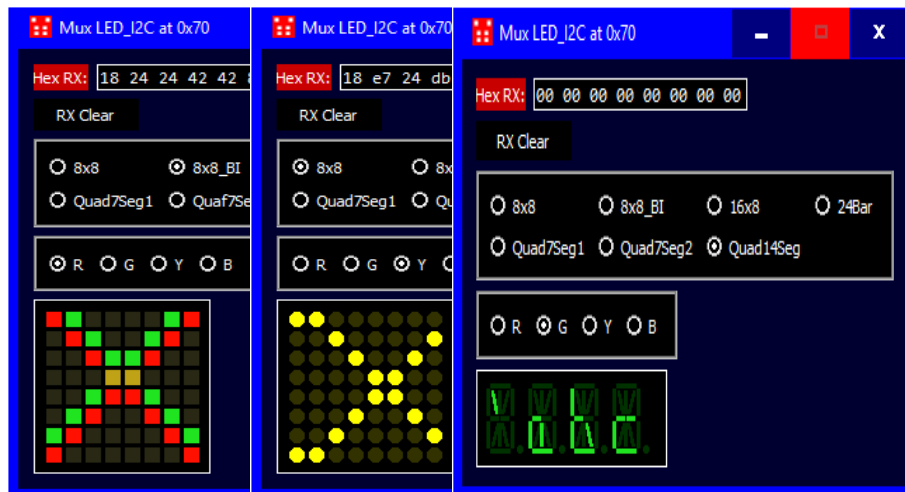 Mux LED_I2C at 0x70
Hex RX: 18 24 24 42 42
RX Clear
8x8 8x8_BI
Quad7Seg1 Quaf7Se
R G Y B
Mux LED_I2C at 0x70
Hex RX: 18 e7 24 db
RX Clear
8x8 8x
Quad7Seg1 Qu
R G Y
Mux LED_I2C at 0x70
Hex RX: 00 00 00 00 00 00 00 00
RX Clear
8x8 8x8_BI 16x8 24Bar
Quad7Seg1 Quad7Seg2 Quad14Seg
R G Y B